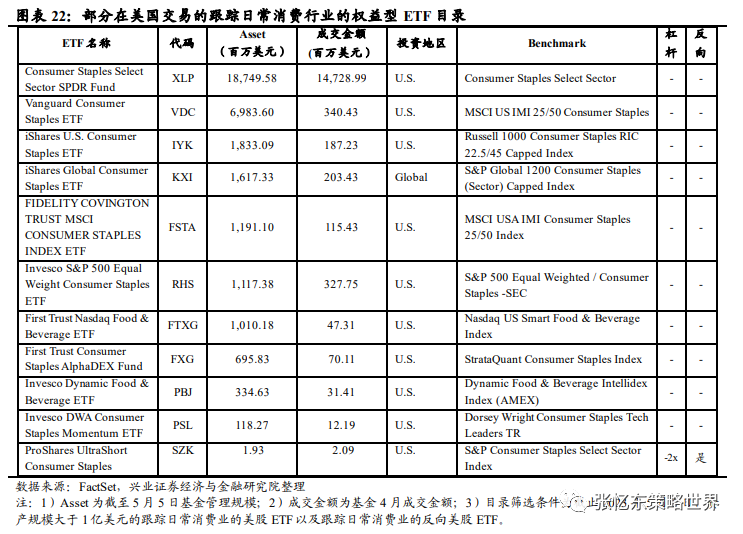 图表 22：部分在美国交易的跟踪日常消费行业的权益型 ETF 目录
ETF 名称 代码 Asset（百万美元） 成交金额（百万美元） 投资地区 Benchmark 杠杆 反向
Consumer Staples Select Sector SPDR Fund XLP 18,749.58 14,728.99 U.S. Consumer Staples Select Sector - -
Vanguard Consumer Staples ETF VDC 6,983.60 340.43 U.S. MSCI US IMI 25/50 Consumer Staples - -
iShares U.S. Consumer Staples ETF IYK 1,833.09 187.23 U.S. Russell 1000 Consumer Staples RIC 22.5/45 Capped Index - -
iShares Global Consumer Staples ETF KXI 1,617.33 203.43 Global S&P Global 1200 Consumer Staples (Sector) Capped Index - -
FIDELITY COVINGTON TRUST MSCI CONSUMER STAPLES INDEX ETF FSTA 1,191.10 115.43 U.S. MSCI USA IMI Consumer Staples 25/50 Index - -
Invesco S&P 500 Equal Weight Consumer Staples ETF RHS 1,117.38 327.75 U.S. S&P 500 Equal Weighted / Consumer Staples -SEC - -
First Trust Nasdaq Food & Beverage ETF FTXG 1,010.18 47.31 U.S. Nasdaq US Smart Food & Beverage Index - -
First Trust Consumer Staples AlphaDEX Fund FXG 695.83 70.11 U.S. StrataQuant Consumer Staples Index - -
Invesco Dynamic Food & Beverage ETF PBJ 334.63 31.41 U.S. Dynamic Food & Beverage Intellidex Index (AMEX) - -
Invesco DWA Consumer Staples Momentum ETF PSL 118.27 12.19 U.S. Dorsey Wright Consumer Staples Tech Leaders TR - -
ProShares UltraShort Consumer Staples SZK 1.93 2.09 U.S. S&P Consumer Staples Select Sector Index -2x 是
数据来源：FactSet，兴业证券经济与金融研究院整理
注：1）Asset 为截至 5 月 5 日基金管理规模；2）成交金额为基金 4 月成交金额；3）目录筛选条件
产规模大于 1 亿美元的跟踪日常消费业的美股 ETF 以及跟踪日常消费业的反向美股 ETF。
张忆东策略世界